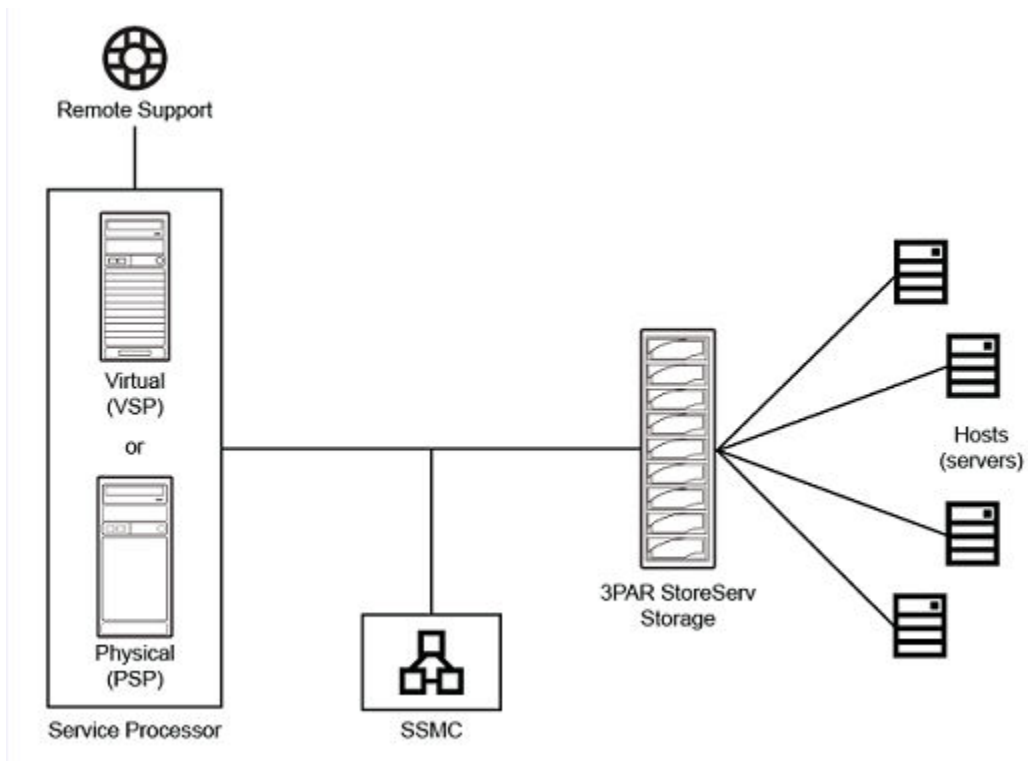 Remote Support
Virtual
(VSP)
or
Physical
(PSP)
Service Processor
SSMC
3PAR StoreServ
Storage
Hosts
(servers)